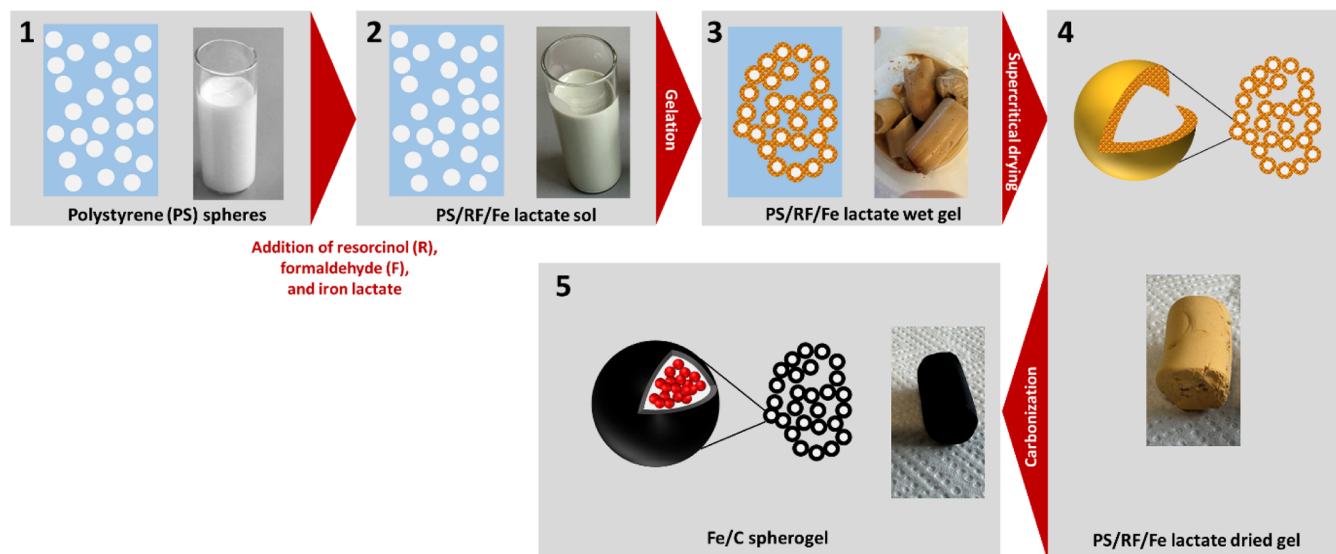 1
Polystyrene (PS) spheres
Addition of resorcinol (R),
formaldehyde (F),
and iron lactate
2
PS/RF/Fe lactate sol
Gelation
3
PS/RF/Fe lactate wet gel
Supercritical drying
4
PS/RF/Fe lactate dried gel
Carbonization
5
Fe/C spherogel